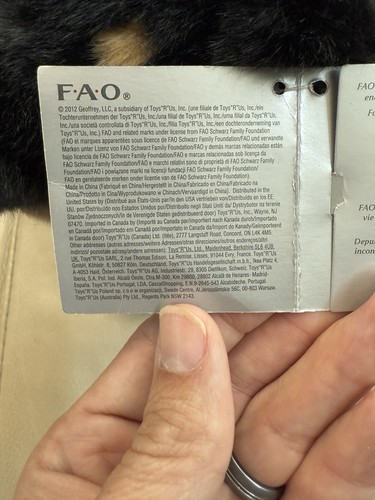 F·A·O®
© 2012 Geoffrey, LLC, a subsidiary of Toys"R"Us, Inc. (une filiale de Toys"R"Us, Inc./ein
Tochterunternehmen der Toys"R"Us, Inc./una filial de Toys"R"Us, Inc./uma filial da Toys"R"Us,
Inc./una società controllata di Toys"R"Us, Inc./filia Toys"R"Us, Inc./een dochteronderneming van
Toys"R"Us, Inc.) FAO and related marks under license from FAO Schwarz Family Foundation/
(FAO et marques apparentées sous licence de FAO Schwarz Family Foundation/FAO und verwandte
Marken unter Lizenz von FAO Schwarz Family Foundation/FAO y demás marcas relacionadas están
bajo licencia de FAO Schwarz Family Foundation/FAO e marcas relacionadas sob licença da
FAO Schwarz Family Foundation/FAO e marchi relativi sono di proprietà di FAO Schwarz Family
Foundation/FAO i powiązane marki na licencji fundacji FAO Schwarz Family Foundation/
FAO en gerelateerde merken onder licentie van de FAO Schwarz Family Foundation)
Made in China (Fabriqué en Chine/Hergestellt in China/Fabricado en China/Fabricado na
China/Prodotto in Cina/Wyprodukowano w Chinach/Vervaardigd in China). Distributed in the
United States by (Distribué aux États-Unis par/In den USA vertrieben von/Distribuido en los EE.
UU. por/Distribuído nos Estados Unidos por/Distribuito negli Stati Uniti da/Dystrybutor na terenie
Stanów Zjednoczonych/In de Verenigde Staten gedistribueerd door) Toys"R"Us, Inc., Wayne, NJ
07470. Imported in Canada by (Importé au Canada par/Importiert nach Kanada durch/Importado
en Canadá por/Importado em Canadá por/Importato in Canada da/Import do Kanady/Geïmporteerd
in Canada door) Toys"R"Us (Canada) Ltd. (ltée), 2777 Langstaff Road, Concord, ON L4K 4M5.
Other addresses (autres adresses/weitere Adressen/otras direcciones/outros endereços/altri
indirizzi/ pozostałe adresy/andere adressen): Toys"R"Us, Ltd., Maidenhead, Berkshire SL6 4UB,
UK, Toys"R"Us SARL, 2 rue Thomas Edison, La Remise, Lisses, 91044 Evry, France. Toys"R"Us
GmbH, Köhlstr. 8, 50827 Köln, Deutschland. Toys"R"Us Handelsgesellschaft m.b.h., Ikea Platz 4,
A-4053 Haid, Österreich. Toys"R"Us AG, Industriestr. 29, 8305 Dietlikon, Schweiz. Toys"R"Us
Iberia, S.A. Pol. Ind. Alcalá Oeste, Ctra.M-300, Km 29800, 28802 Alcalá de Henares -Madrid-
España. Toys"R"Us Portugal, LDA, CascaiShopping, E.N.9-2645-543 Alcabideche. Portugal.
Toys"R"Us Poland sp. z o o w organizacji, Swede Centre, Al Jerozolimskie 56C, 00-803 Warsaw.
Toys"R"Us (Australia) Pty Ltd., Regents Park NSW 2143.
FAO
FAO
vie
Depu
incon